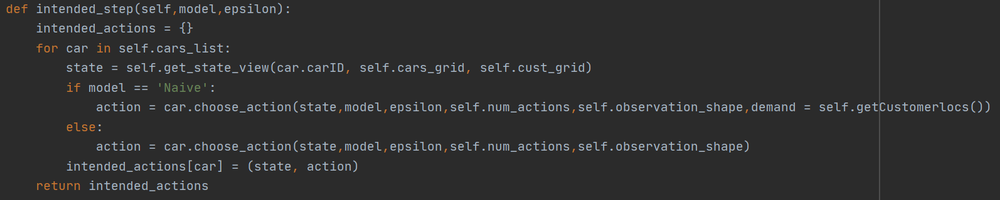 def intended_step(self,model,epsilon):
    intended_actions = {}
    for car in self.cars_list:
        state = self.get_state_view(car.carID, self.cars_grid, self.cust_grid)
        if model == 'Naive':
            action = car.choose_action(state,model,epsilon,self.num_actions,self.observation_shape,demand = self.getCustomerlocs())
        else:
            action = car.choose_action(state,model,epsilon,self.num_actions,self.observation_shape)
        intended_actions[car] = (state, action)
    return intended_actions